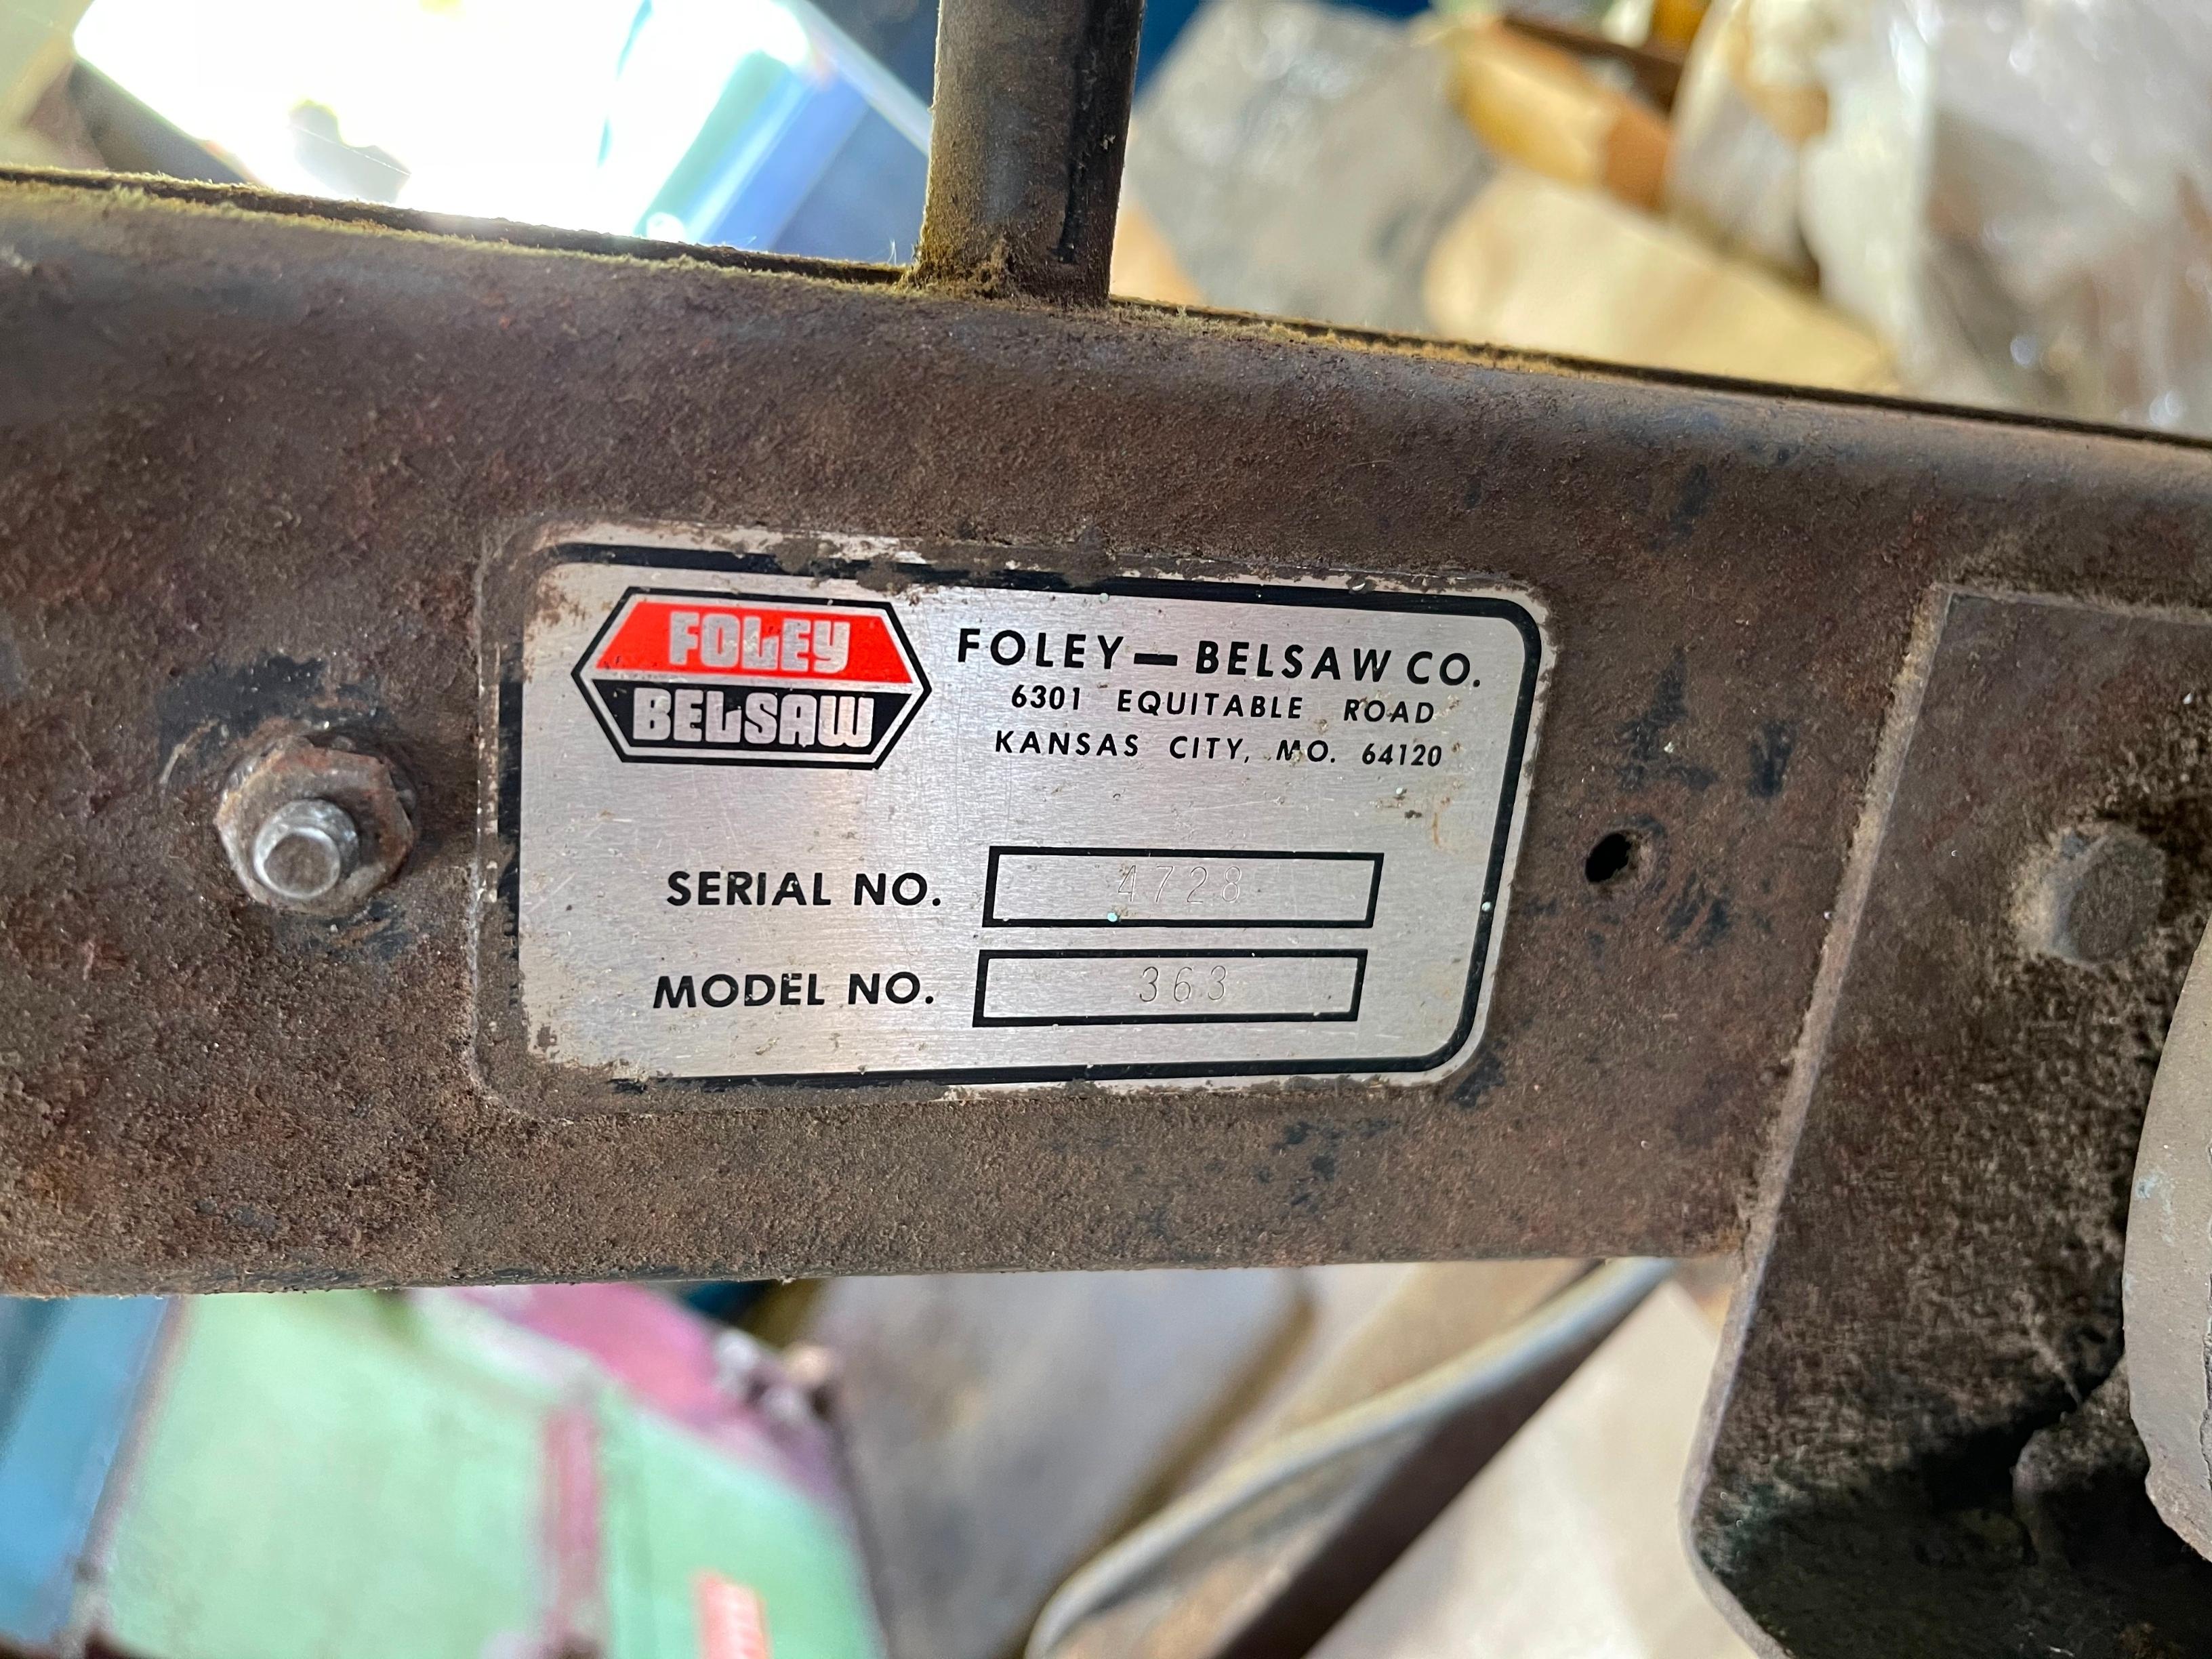 FOLEY
BELSAW
FOLEY — BELSAW CO.
6301 EQUITABLE ROAD
KANSAS CITY, MO. 64120
SERIAL NO. 4728
MODEL NO. 363